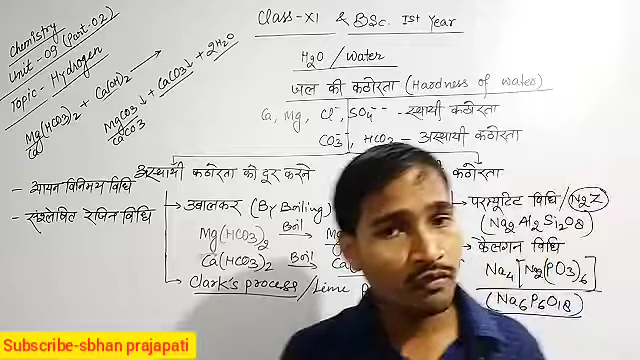 Chemistry
Unit - 09 (Part-02)
Topic - Hydrogen
Class-XI & BSc. Ist Year
H2O / Water
जल की कठोरता (Hardness of water)
Mg(HCO3)2 + Ca(OH)2 → MgCO3↓ + CaCO3↓ + 2H2O
Ca CaCO3
Ca, Mg, Cl⁻, SO4⁻⁻ - स्थायी कठोरता
CO3, HCO3 - अस्थायी कठोरता
अस्थायी कठोरता को दूर करने
कठोरता
- आयन विनिमय विधि
- संश्लेषित रेजिन विधि
→ उबालकर (By Boiling)
Mg(HCO3)2 Boil →
Ca(HCO3)2 Boil →
→ Clark's process / Lime
→ परम्यूटिट विधि / Na2Z
(Na2Al2Si2O8)
→ कैलगन विधि
Na4[Na2(PO3)6]
(Na6P6O18)
Subscribe-sbhan prajapati